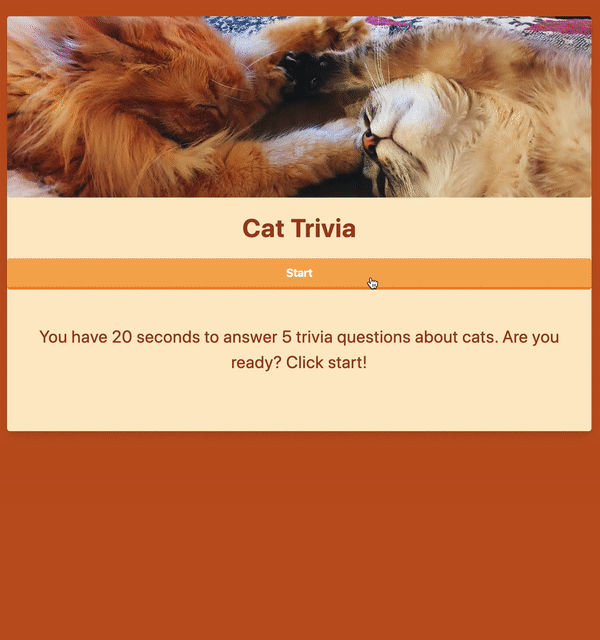 Cat Trivia
Start
You have 20 seconds to answer 5 trivia questions about cats. Are you
ready? Click start!